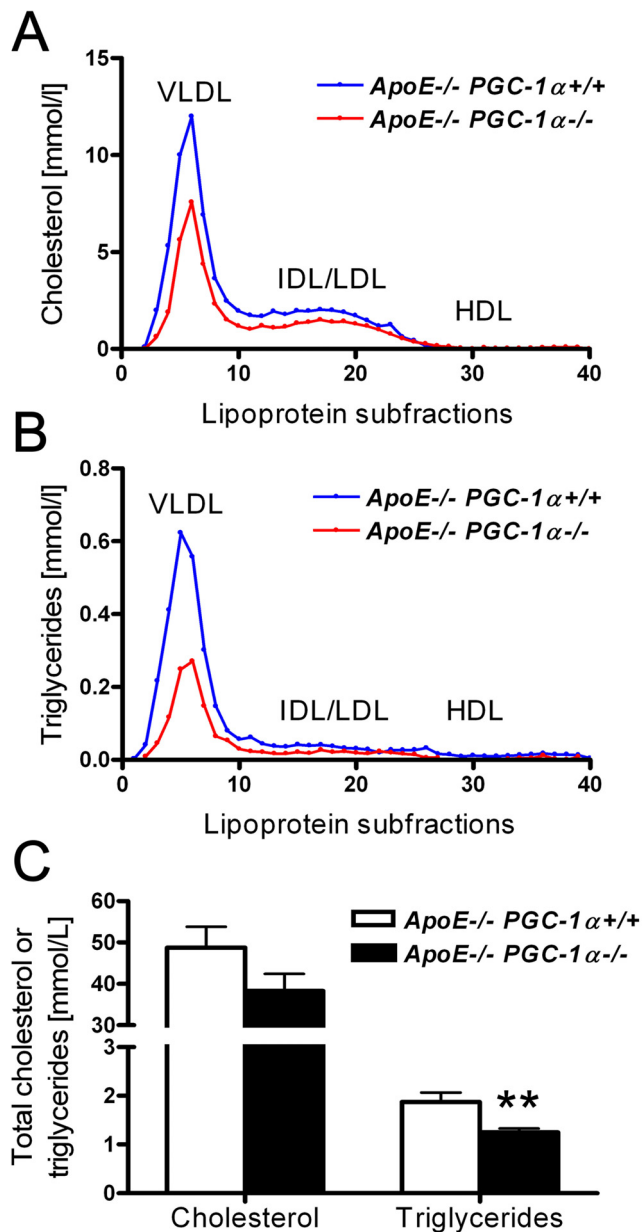 A
Cholesterol [mmol/l]
15
10
5
0
VLDL
ApoE-/- PGC-1α+/+
ApoE-/- PGC-1α-/-
IDL/LDL
HDL
0 10 20 30 40
Lipoprotein subfractions
B
Triglycerides [mmol/l]
0.8
0.6
0.4
0.2
0.0
VLDL
ApoE-/- PGC-1α+/+
ApoE-/- PGC-1α-/-
IDL/LDL
HDL
0 10 20 30 40
Lipoprotein subfractions
C
Total cholesterol or
triglycerides [mmol/L]
60
50
40
30
3
2
1
0
ApoE-/- PGC-1α+/+
ApoE-/- PGC-1α-/-
**
Cholesterol Triglycerides